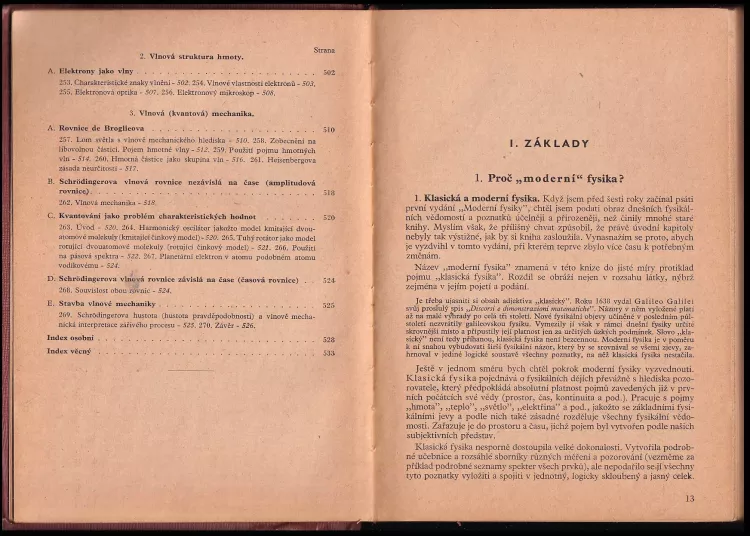 Strana
2. Vlnová struktura hmoty.
A. Elektrony jako vlny . . . . . . . . . . . . . . . . . . . . . . . 502
253. Charakteristické znaky vlnění - 502. 254. Vlnové vlastnosti elektronů - 503.
255. Elektronová optika - 507. 256. Elektronový mikroskop - 508.
3. Vlnová (kvantová) mechanika.
A. Rovnice de Broglieova . . . . . . . . . . . . . . . . . . . . . . . 510
257. Lom světla s vlnově mechanického hlediska - 510. 258. Zobecnění na
libovolnou částici. Pojem hmotné vlny - 512. 259. Použití pojmu hmotných
vln - 514. 260. Hmotná částice jako skupina vln - 516. 261. Heisenbergova
zásada neurčitosti - 517.
B. Schrödingerova vlnová rovnice nezávislá na čase (amplitudová
rovnice) . . . . . . . . . . . . . . . . . . . . . . . 518
262. Vlnová mechanika - 518.
C. Kvantování jako problém charakteristických hodnot . . . . . . 520
263. Úvod - 520. 264. Harmonický oscilátor jakožto model kmitající dvou-
atomové molekuly (kmitající činkový model) - 520. 265. Tuhý rotátor jako model
rotující dvouatomové molekuly (rotující činkový model) - 521. 266. Použití
na pásová spektra - 522. 267. Planetární elektron v atomu podobném atomu
vodíkovému - 524.
D. Schrödingerova vlnová rovnice závislá na čase (časová rovnice) . . 524
268. Souvislost obou rovnic - 524.
E. Stavba vlnové mechaniky . . . . . . . . . . . . . . . . . . . . . . . 525
269. Schrödingerova hustota (hustota pravděpodobnosti) a vlnově mecha-
nická interpretace zářivého procesu - 525. 270. Závěr - 526.
Index osobní . . . . . . . . . . . . . . . . . . . . . . . 528
Index věcný . . . . . . . . . . . . . . . . . . . . . . . 533
I. ZÁKLADY
1. Proč „moderní“ fysika?
1. Klasická a moderní fysika. Když jsem před šesti roky začínal psáti
první vydání „Moderní fysiky“, chtěl jsem podati obraz dnešních fysikál-
ních vědomostí a poznatků účelněji a přirozeněji, než činily tehdy staré
knihy. Myslím však, že přílišný chvat způsobil, že právě úvodní kapitoly
nebyly tak výstižné, jak by si kniha zasloužila. Vynasnažím se proto, abych
je vyzdvihl v tomto vydání, při kterém teprve zbylo více času k potřebným
změnám.
Název „moderní fysika“ znamená v této knize do jisté míry protiklad
pojmu „klasická fysika“. Rozdíl se obráží nejen v rozsahu látky, nýbrž
zejména v jejím pojetí a podání.
Je třeba ujasniti si obsah adjektiva „klasický“. Roku 1638 vydal Galileo Galilei
svůj proslulý spis „Discorsi e dimonstrazioni matematiche“. Názory v něm vyložené platí
až na malé výhrady po celá tři století. Nové fysikální objevy učiněné v posledním půl-
století nezvrátily galileovskou fysiku. Vymezily jí však v rámci dnešní fysiky určité
skrovnější místo a připustily její platnost jen za určitých úzkých podmínek. Slovo „kla-
sický“ není tedy příhanou, klasická fysika není bezcennou. Moderní fysika je v poměru
k ní snahou vybudovati širší fysikální názor, který by se srovnával se všemi zjevy, za-
hrnoval v jediné logické soustavě všechny poznatky, na něž klasická fysika nestačila.
Ještě v jednom směru bych chtěl pokrok moderní fysiky vyzvednouti.
Klasická fysika pojednává o fysikálních dějích převážně s hlediska pozo-
rovatele, který předpokládá absolutní platnost pojmů zavedených již v prv-
ních počátcích své vědy (prostor, čas, kontinuita a pod.). Pracuje s pojmy
„hmota“, „teplo“, „světlo“, „elektřina“ a pod., jakožto se základními fysi-
kálními jevy a podle nich také zásadně rozděluje všechny fysikální vědo-
mosti. Zařazuje je do prostoru a času, jichž pojem byl vytvořen podle našich
subjektivních představ.
Klasická fysika nesporně dostoupila velké dokonalosti. Vytvořila podrob-
né učebnice a rozsáhlé sborníky různých měření a pozorování (vezměme za
příklad podrobné seznamy spekter všech prvků), ale nepodařilo se jí všechny
tyto poznatky vyložiti a spojiti v jednotný, logicky skloubený a jasný celek.
13